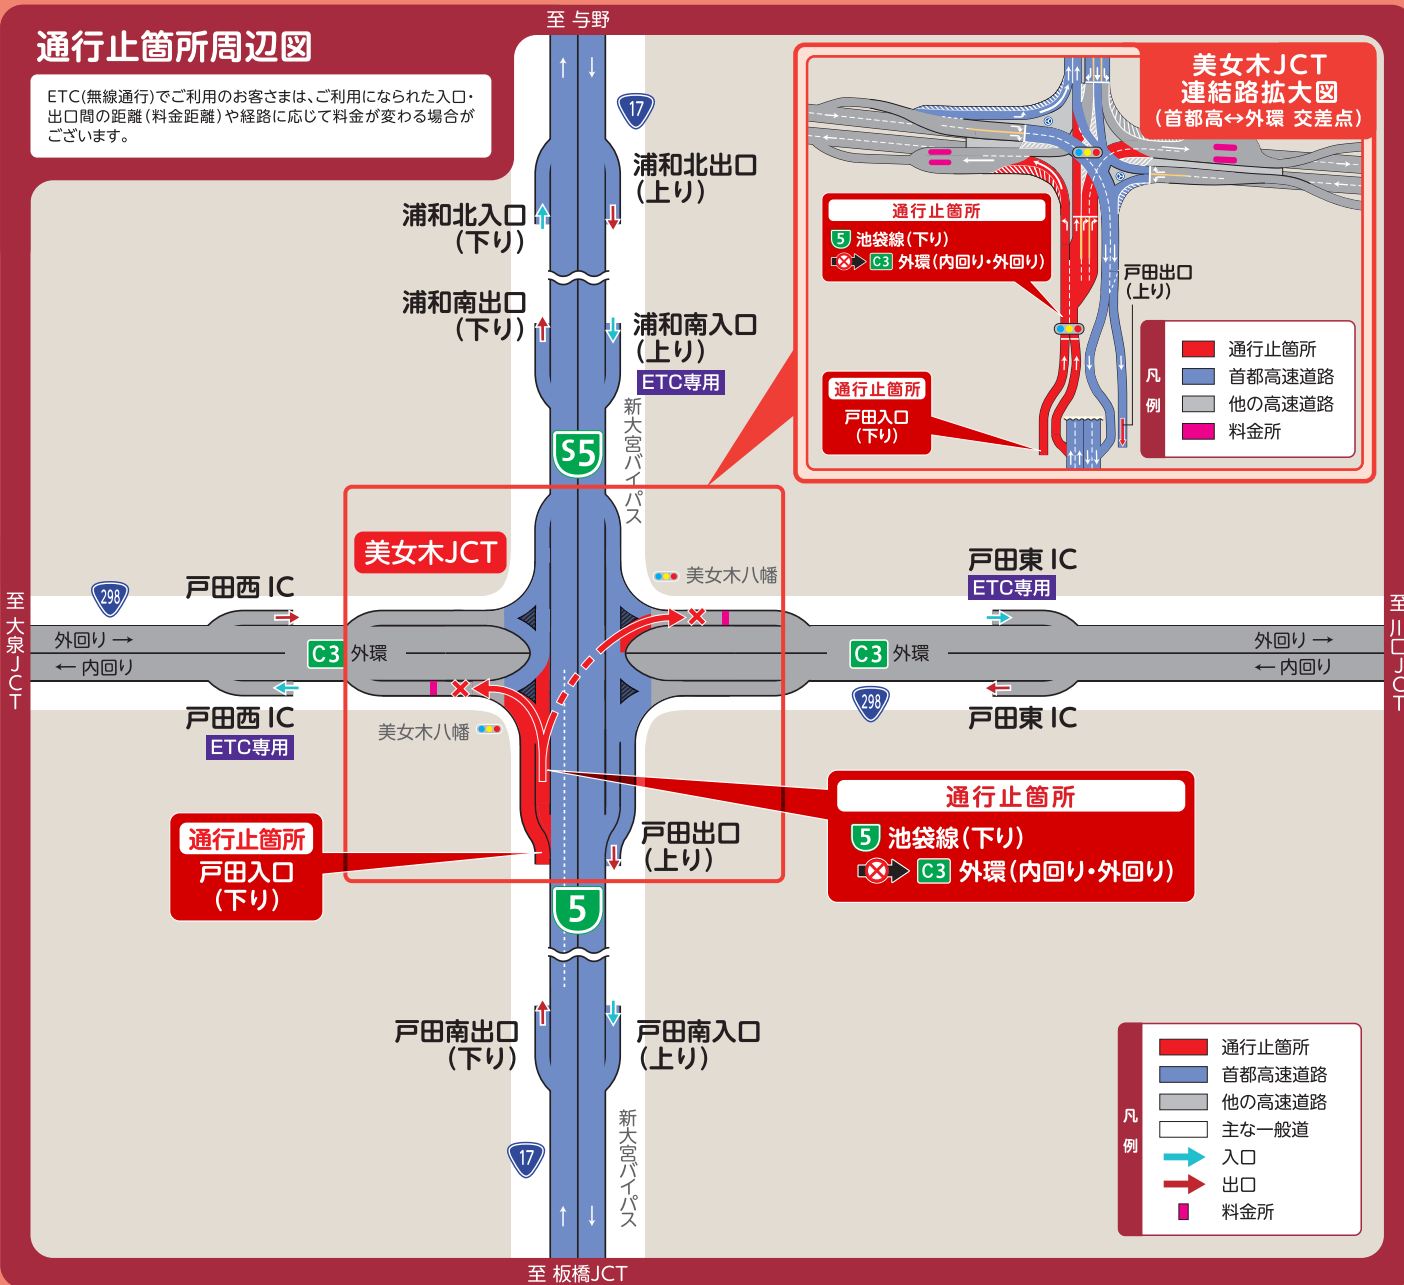 至 与野
通行止箇所周辺図
ETC(無線通行)でご利用のお客さまは、ご利用になられた入口・
出口間の距離(料金距離)や経路に応じて料金が変わる場合が
ございます。
美女木JCT
連結路拡大図
(首都高↔外環 交差点)
通行止箇所
5 池袋線(下り)
C3 外環(内回り・外回り)
戸田出口
(上り)
通行止箇所
戸田入口
(下り)
凡例
通行止箇所
首都高速道路
他の高速道路
料金所
17
浦和北出口
(上り)
浦和北入口
(下り)
浦和南出口
(下り)
浦和南入口
(上り)
ETC専用
新大宮バイパス
S5
美女木JCT
美女木八幡
戸田西IC
298
至 大泉JCT
外回り→
←内回り
C3 外環
戸田西IC
ETC専用
美女木八幡
戸田東IC
ETC専用
C3 外環
外回り→
←内回り
至 川口JCT
298
戸田東IC
通行止箇所
5 池袋線(下り)
C3 外環(内回り・外回り)
通行止箇所
戸田入口
(下り)
戸田出口
(上り)
5
戸田南出口
(下り)
戸田南入口
(上り)
17
新大宮バイパス
凡例
通行止箇所
首都高速道路
他の高速道路
主な一般道
入口
出口
料金所
至 板橋JCT